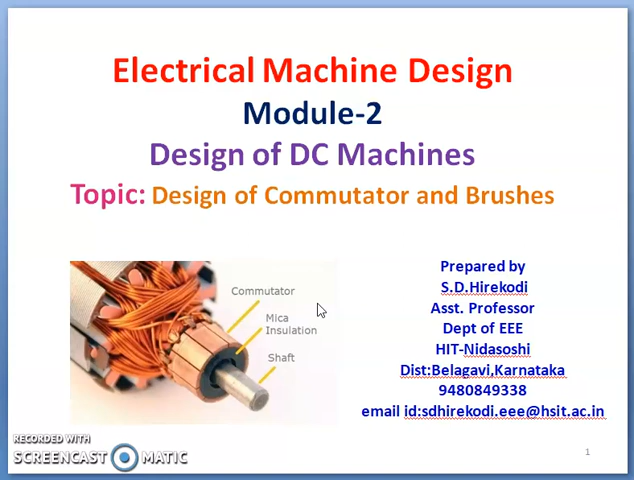 Electrical Machine Design
Module-2
Design of DC Machines
Topic: Design of Commutator and Brushes
Commutator
Mica
Insulation
Shaft
Prepared by
S.D.Hirekodi
Asst. Professor
Dept of EEE
HIT-Nidasoshi
Dist:Belagavi,Karnataka
9480849338
email id:sdhirekodi.eee@hsit.ac.in
RECORDED WITH
SCREENCAST MATIC
1